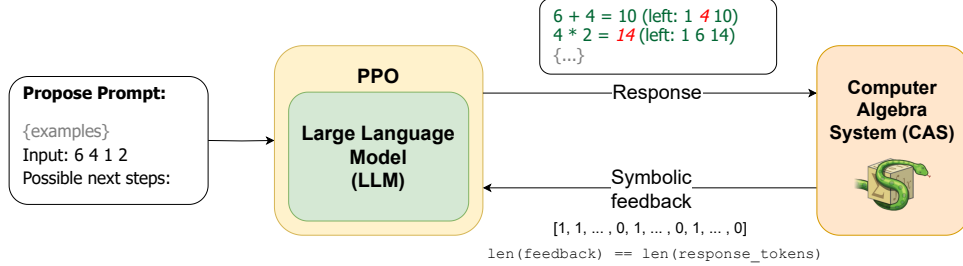 Propose Prompt:
{examples}
Input: 6 4 1 2
Possible next steps:
PPO
Large Language
Model
(LLM)
6 + 4 = 10 (left: 1 4 10)
4 * 2 = 14 (left: 1 6 14)
{...}
Response
Computer
Algebra
System (CAS)
Symbolic
feedback
[1, 1, ... , 0, 1, ... , 0, 1, ... , 0]
len(feedback) == len(response_tokens)